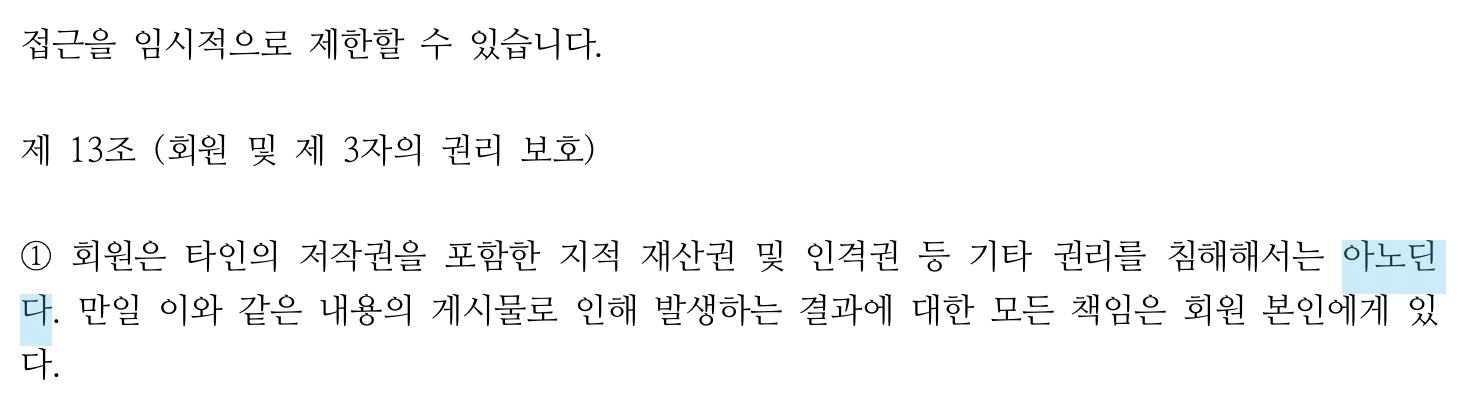 접근을 임시적으로 제한할 수 있습니다.
제 13조 (회원 및 제 3자의 권리 보호)
① 회원은 타인의 저작권을 포함한 지적 재산권 및 인격권 등 기타 권리를 침해해서는 아노딘
다. 만일 이와 같은 내용의 게시물로 인해 발생하는 결과에 대한 모든 책임은 회원 본인에게 있
다.